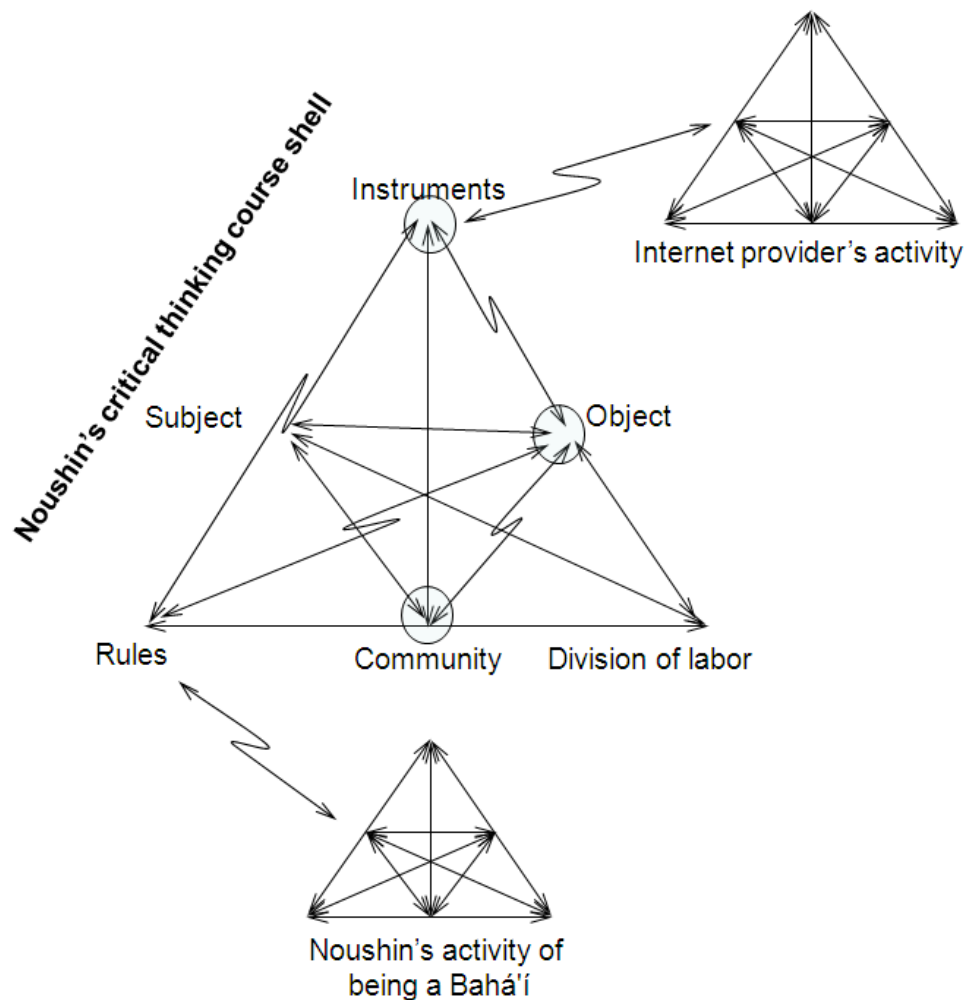 Noushin's critical thinking course shell
Instruments
Internet provider's activity
Subject
Object
Rules
Community
Division of labor
Noushin's activity of
being a Bahá'í